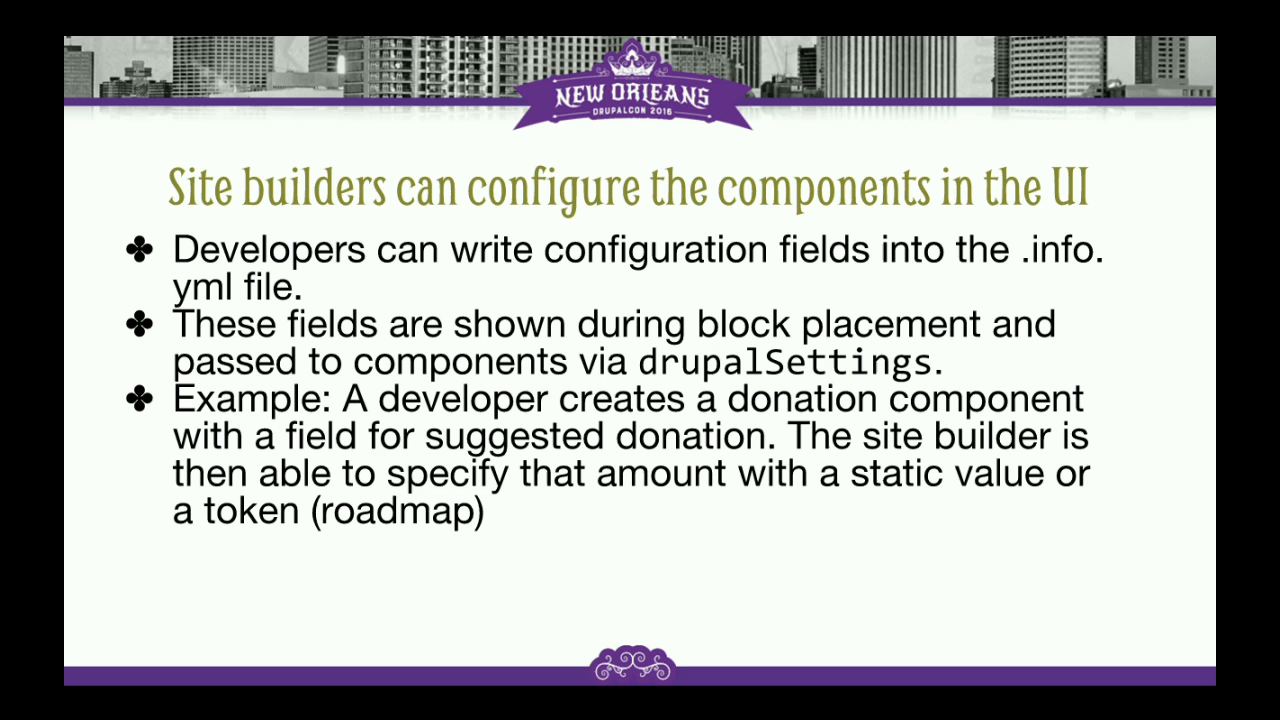 NEW ORLEANS
DRUPALCON 2016
Site builders can configure the components in the UI
✤ Developers can write configuration fields into the .info.
yml file.
✤ These fields are shown during block placement and
passed to components via drupalSettings.
✤ Example: A developer creates a donation component
with a field for suggested donation. The site builder is
then able to specify that amount with a static value or
a token (roadmap)